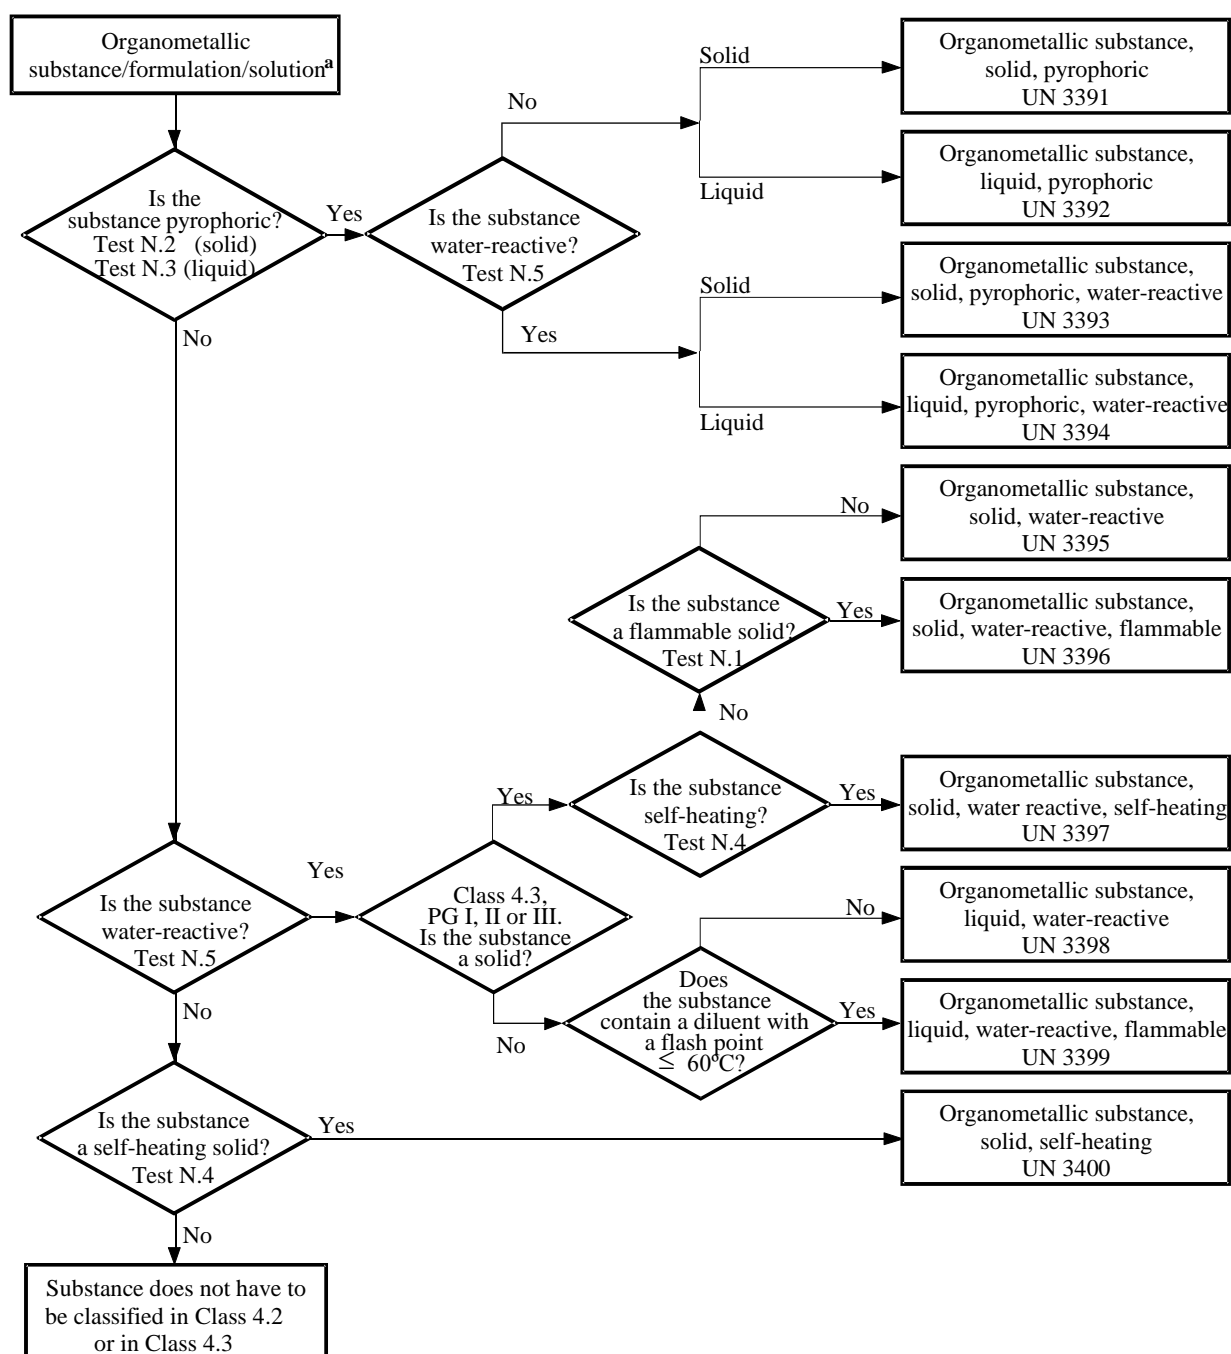 Organometallic
substance/formulation/solutionᵃ
Is the
substance pyrophoric?
Test N.2 (solid)
Test N.3 (liquid)
Yes
No
Is the substance
water-reactive?
Test N.5
No
Yes
Solid
Liquid
Organometallic substance,
solid, pyrophoric
UN 3391
Organometallic substance,
liquid, pyrophoric
UN 3392
Solid
Liquid
Organometallic substance,
solid, pyrophoric, water-reactive
UN 3393
Organometallic substance,
liquid, pyrophoric, water-reactive
UN 3394
No
Organometallic substance,
solid, water-reactive
UN 3395
Is the substance
a flammable solid?
Test N.1
Yes
Organometallic substance,
solid, water-reactive, flammable
UN 3396
No
Is the substance
self-heating?
Test N.4
Yes
Organometallic substance,
solid, water reactive, self-heating
UN 3397
Is the substance
water-reactive?
Test N.5
Yes
No
Class 4.3,
PG I, II or III.
Is the substance
a solid?
Yes
No
Does
the substance
contain a diluent with
a flash point
≤ 60ºC?
No
Organometallic substance,
liquid, water-reactive
UN 3398
Yes
Organometallic substance,
liquid, water-reactive, flammable
UN 3399
Is the substance
a self-heating solid?
Test N.4
Yes
Organometallic substance,
solid, self-heating
UN 3400
No
Substance does not have to
be classified in Class 4.2
or in Class 4.3